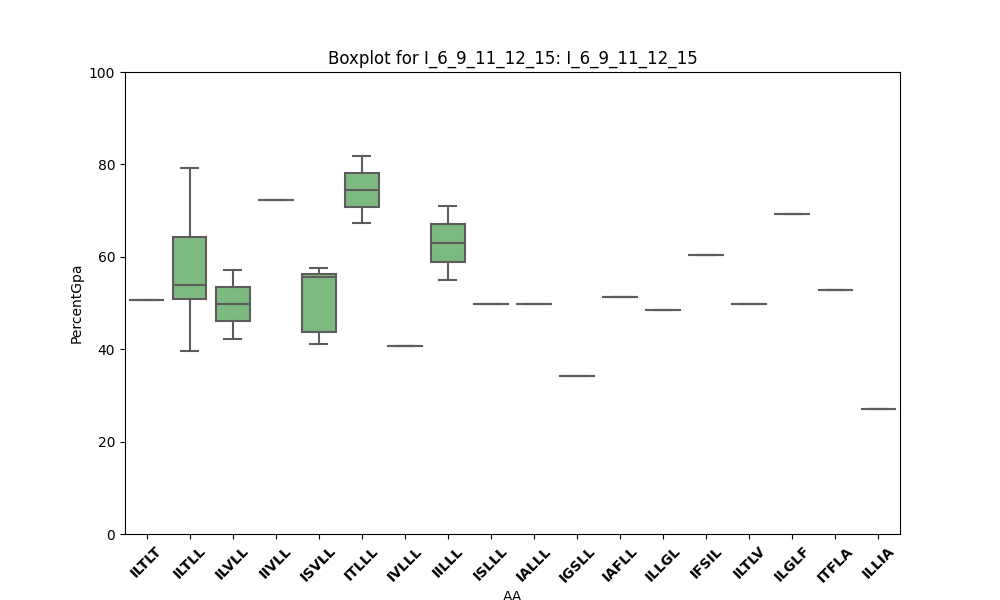 Boxplot for I_6_9_11_12_15: I_6_9_11_12_15
100
80
60
40
20
0
PercentGpa
ILTLT
ILTLL
ILVLL
IIVLL
ISVLL
ITLLL
IVLLL
IILLL
ISLLL
IALLL
IGSLL
IAFLL
ILLGL
IFSIL
ILTLV
ILGLF
ITFLA
ILLIA
AA